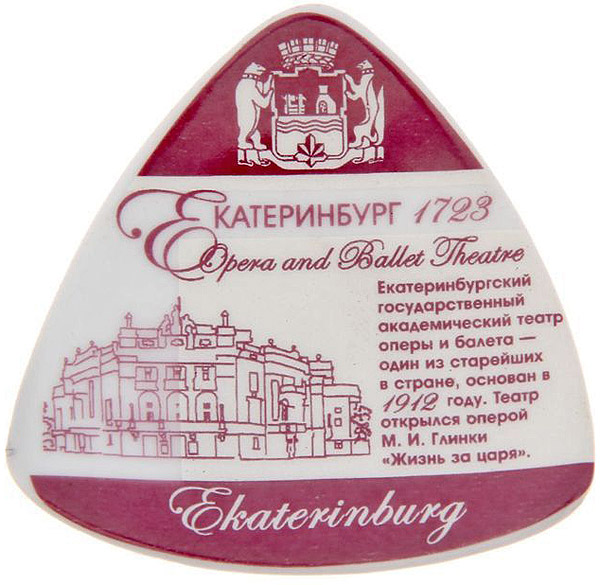 Екатеринбург 1723
Opera and Ballet Theatre
Екатеринбургский
государственный
академический театр
оперы и балета —
один из старейших
в стране, основан в
1912 году. Театр
открылся оперой
М. И. Глинки
«Жизнь за царя».
Ekaterinburg